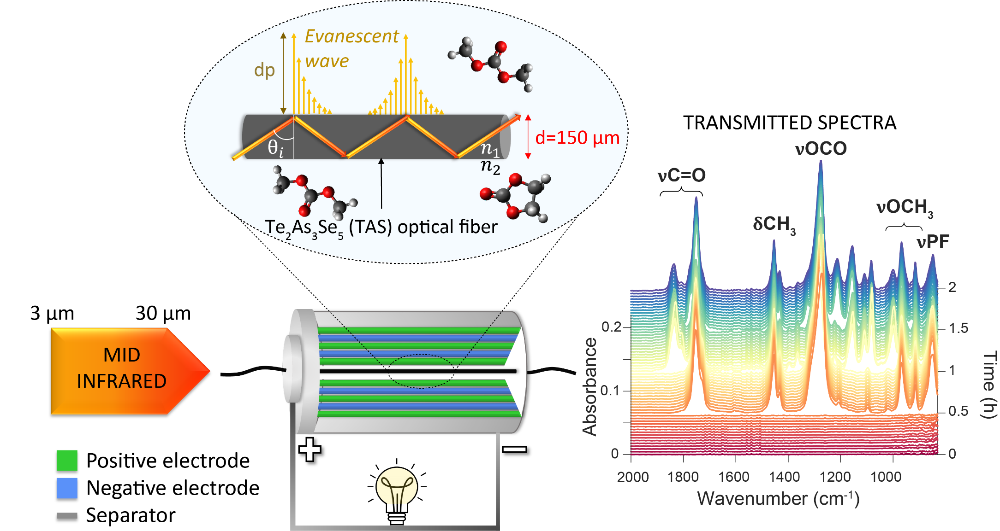 Evanescent
wave
dp
θi
n1
n2
d=150 µm
Te2As3Se5 (TAS) optical fiber
3 µm
30 µm
MID
INFRARED
Positive electrode
Negative electrode
Separator
TRANSMITTED SPECTRA
νOCO
νC=O
δCH3
νOCH3
νPF
Absorbance
0.2
0.1
0
Time (h)
2
1.5
1
0.5
0
2000 1800 1600 1400 1200 1000
Wavenumber (cm-1)